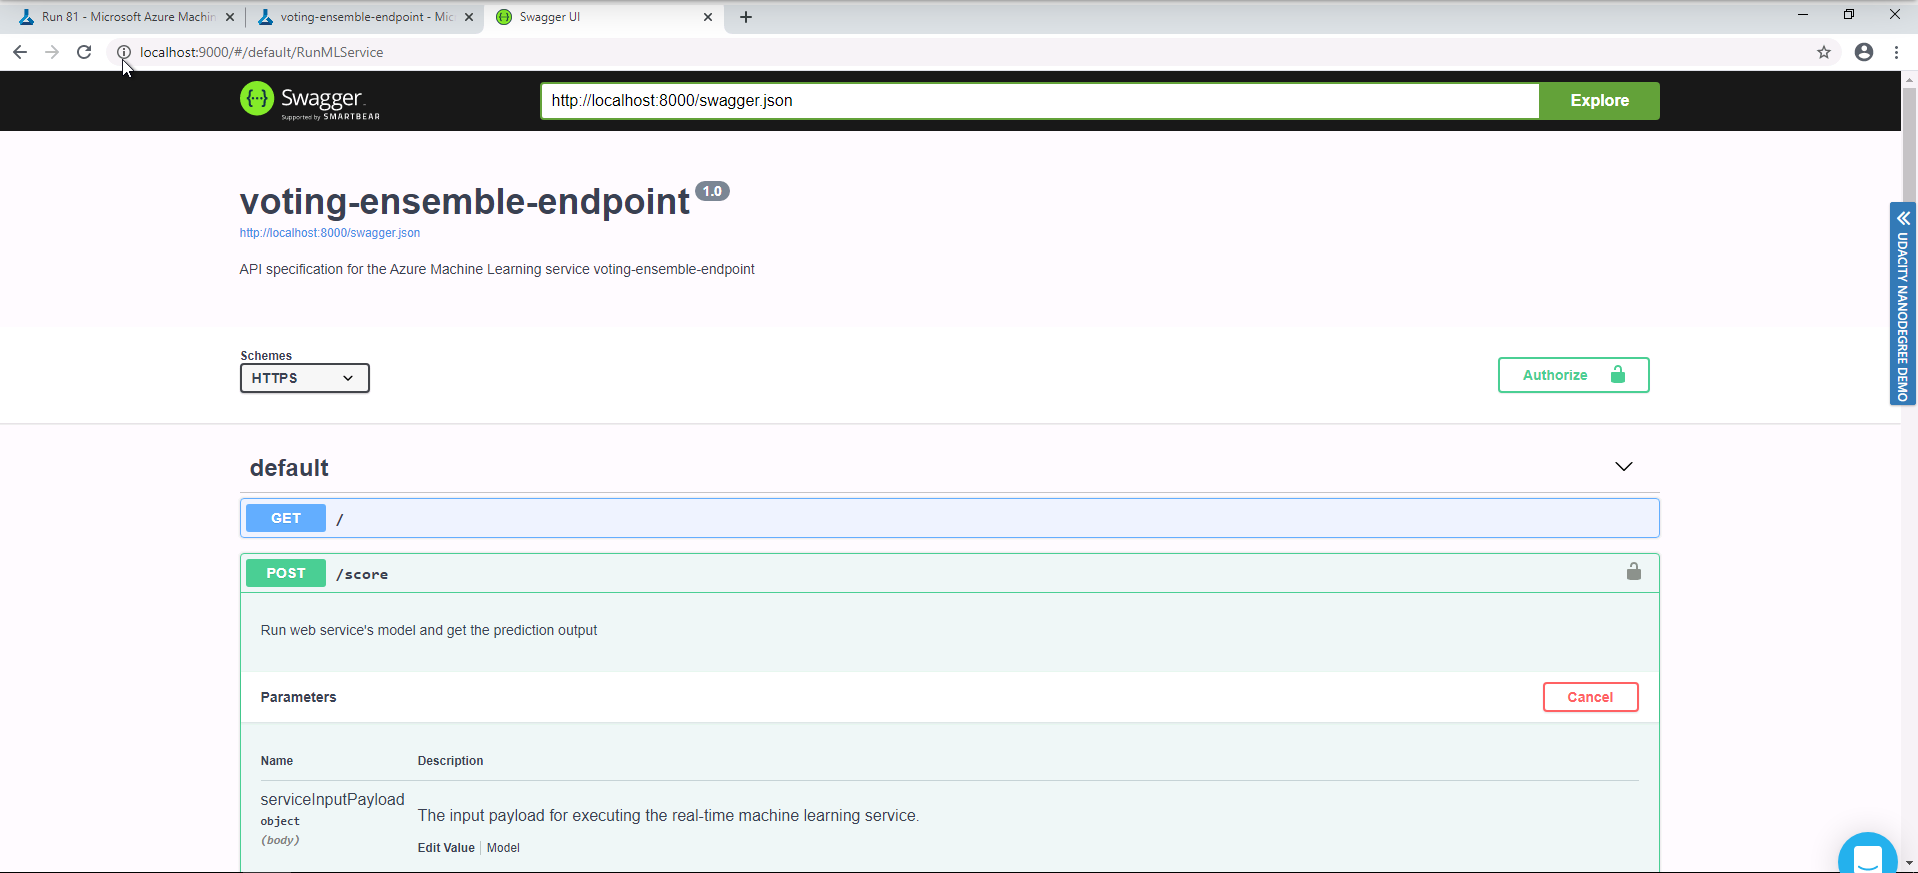 Run 81 - Microsoft Azure Machin
voting-ensemble-endpoint - Mic
Swagger UI
localhost:9000/#/default/RunMLService
Swagger
Supported by SMARTBEAR
http://localhost:8000/swagger.json
Explore
voting-ensemble-endpoint 1.0
http://localhost:8000/swagger.json
API specification for the Azure Machine Learning service voting-ensemble-endpoint
Schemes
HTTPS
Authorize
UDACITY NANODEGREE DEMO
default
GET /
POST /score
Run web service's model and get the prediction output
Parameters
Cancel
Name Description
serviceInputPayload
object
(body)
The input payload for executing the real-time machine learning service.
Edit Value | Model